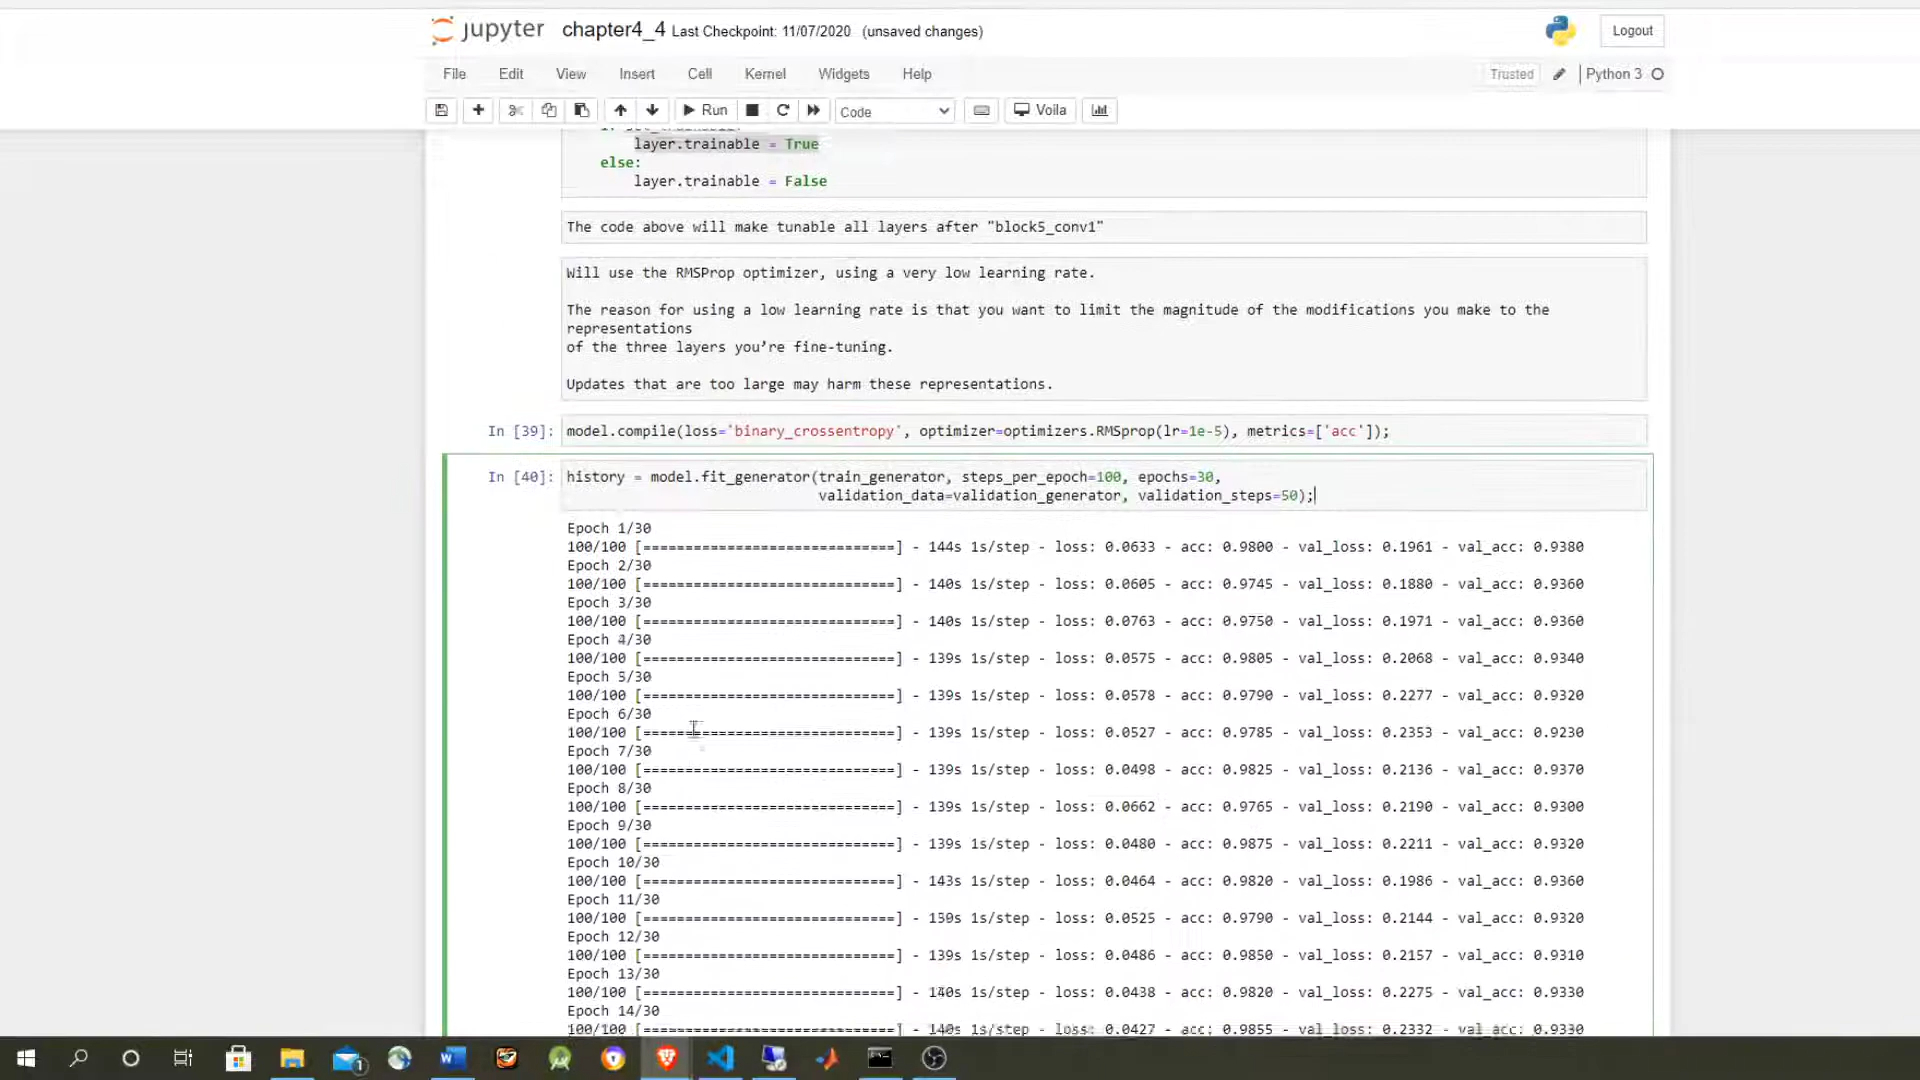 jupyter chapter4_4 Last Checkpoint: 11/07/2020 (unsaved changes)
Logout
File Edit View Insert Cell Kernel Widgets Help
Trusted Python 3
Run Code Voila
layer.trainable = True
else:
layer.trainable = False
The code above will make tunable all layers after "block5_conv1"
Will use the RMSProp optimizer, using a very low learning rate.
The reason for using a low learning rate is that you want to limit the magnitude of the modifications you make to the
representations
of the three layers you’re fine-tuning.
Updates that are too large may harm these representations.
In [39]: model.compile(loss='binary_crossentropy', optimizer=optimizers.RMSprop(lr=1e-5), metrics=['acc']);
In [40]: history = model.fit_generator(train_generator, steps_per_epoch=100, epochs=30,
validation_data=validation_generator, validation_steps=50);
Epoch 1/30
100/100 [==============================] - 144s 1s/step - loss: 0.0633 - acc: 0.9800 - val_loss: 0.1961 - val_acc: 0.9380
Epoch 2/30
100/100 [==============================] - 140s 1s/step - loss: 0.0605 - acc: 0.9745 - val_loss: 0.1880 - val_acc: 0.9360
Epoch 3/30
100/100 [==============================] - 140s 1s/step - loss: 0.0763 - acc: 0.9750 - val_loss: 0.1971 - val_acc: 0.9360
Epoch 4/30
100/100 [==============================] - 139s 1s/step - loss: 0.0575 - acc: 0.9805 - val_loss: 0.2068 - val_acc: 0.9340
Epoch 5/30
100/100 [==============================] - 139s 1s/step - loss: 0.0578 - acc: 0.9790 - val_loss: 0.2277 - val_acc: 0.9320
Epoch 6/30
100/100 [==============================] - 139s 1s/step - loss: 0.0527 - acc: 0.9785 - val_loss: 0.2353 - val_acc: 0.9230
Epoch 7/30
100/100 [==============================] - 139s 1s/step - loss: 0.0498 - acc: 0.9825 - val_loss: 0.2136 - val_acc: 0.9370
Epoch 8/30
100/100 [==============================] - 139s 1s/step - loss: 0.0662 - acc: 0.9765 - val_loss: 0.2190 - val_acc: 0.9300
Epoch 9/30
100/100 [==============================] - 139s 1s/step - loss: 0.0480 - acc: 0.9875 - val_loss: 0.2211 - val_acc: 0.9320
Epoch 10/30
100/100 [==============================] - 143s 1s/step - loss: 0.0464 - acc: 0.9820 - val_loss: 0.1986 - val_acc: 0.9360
Epoch 11/30
100/100 [==============================] - 159s 1s/step - loss: 0.0525 - acc: 0.9790 - val_loss: 0.2144 - val_acc: 0.9320
Epoch 12/30
100/100 [==============================] - 139s 1s/step - loss: 0.0486 - acc: 0.9850 - val_loss: 0.2157 - val_acc: 0.9310
Epoch 13/30
100/100 [==============================] - 140s 1s/step - loss: 0.0438 - acc: 0.9820 - val_loss: 0.2275 - val_acc: 0.9330
Epoch 14/30
100/100 [==============================] - 140s 1s/step - loss: 0.0427 - acc: 0.9855 - val_loss: 0.2332 - val_acc: 0.9330